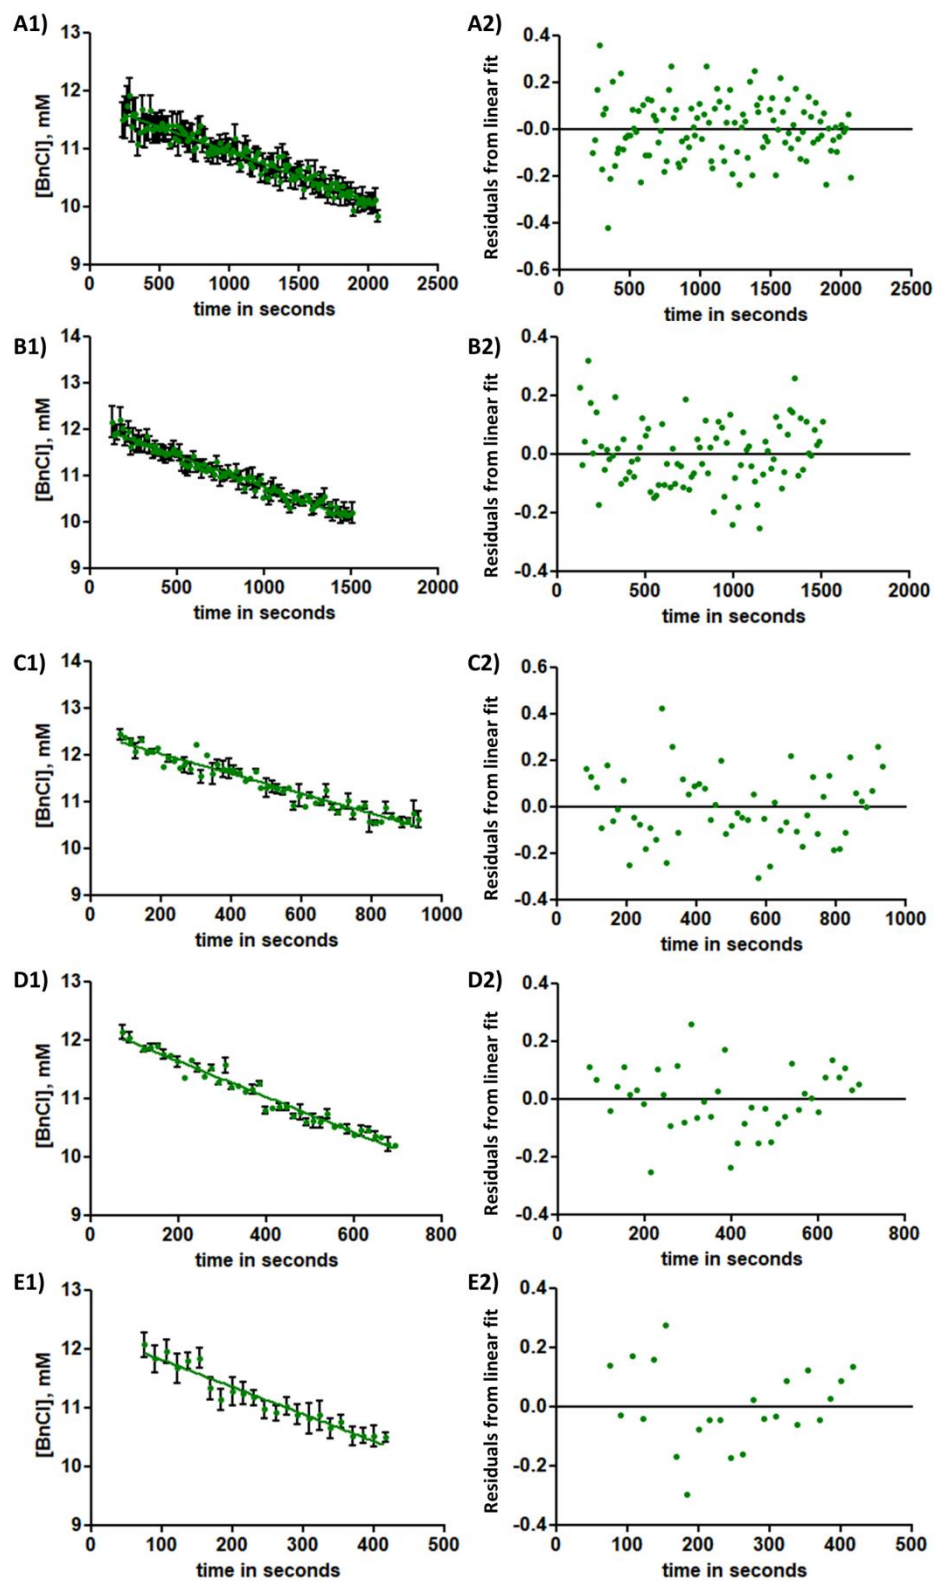 A1)
13
12
11
10
9
[BnCl], mM
0 500 1000 1500 2000 2500
time in seconds
A2)
0.4
0.2
-0.0
-0.2
-0.4
-0.6
Residuals from linear fit
500 1000 1500 2000 2500
time in seconds
B1)
14
13
12
11
10
9
[BnCl], mM
0 500 1000 1500 2000
time in seconds
B2)
0.4
0.2
0.0
-0.2
-0.4
Residuals from linear fit
0 500 1000 1500 2000
time in seconds
C1)
14
13
12
11
10
9
[BnCl], mM
0 200 400 600 800 1000
time in seconds
C2)
0.6
0.4
0.2
0.0
-0.2
-0.4
Residuals from linear fit
0 200 400 600 800 1000
time in seconds
D1)
13
12
11
10
9
[BnCl], mM
0 200 400 600 800
time in seconds
D2)
0.4
0.2
0.0
-0.2
-0.4
Residuals from linear fit
0 200 400 600 800
time in seconds
E1)
13
12
11
10
9
[BnCl], mM
0 100 200 300 400 500
time in seconds
E2)
0.4
0.2
0.0
-0.2
-0.4
Residuals from linear fit
0 100 200 300 400 500
time in seconds